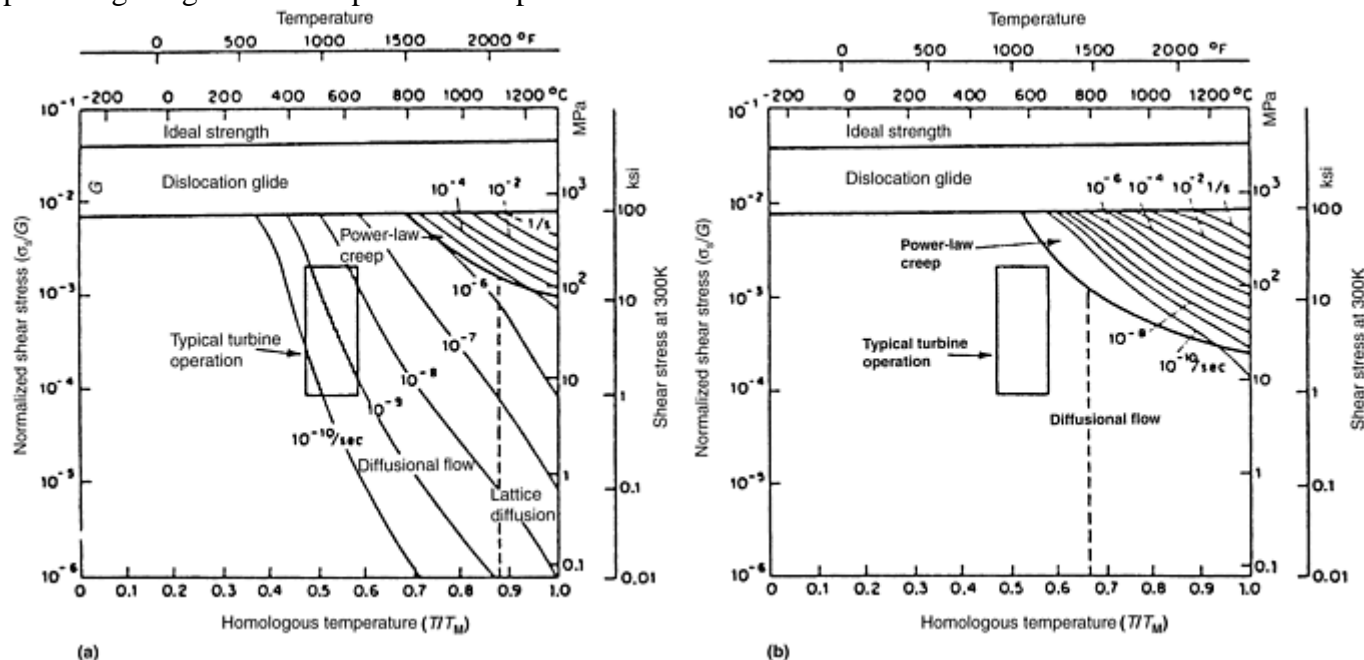 Temperature
0 500 1000 1500 2000 °F
-200 0 200 400 600 800 1000 1200 °C
10⁻¹
10⁻²
10⁻³
10⁻⁴
10⁻⁵
10⁻⁶
Normalized shear stress (σₛ/G)
Ideal strength
Dislocation glide
G
10⁻⁴ 10⁻²
1/s
Power-law
creep
10⁻⁶
Typical turbine
operation
10⁻⁷
10⁻⁸
10⁻⁹
10⁻¹⁰/sec
Diffusional flow
Lattice
diffusion
MPa
10³
10²
10
1
0.1
ksi
100
10
1
0.1
0.01
Shear stress at 300K
0 0.1 0.2 0.3 0.4 0.5 0.6 0.7 0.8 0.9 1.0
Homologous temperature (T/T_M)
(a)
Temperature
0 500 1000 1500 2000 °F
-200 0 200 400 600 800 1000 1200 °C
10⁻¹
10⁻²
10⁻³
10⁻⁴
10⁻⁵
10⁻⁶
Normalized shear stress (σₛ/G)
Ideal strength
Dislocation glide
10⁻⁶ 10⁻⁴ 10⁻² 1/s
Power-law
creep
Typical turbine
operation
10⁻⁸
10⁻¹⁰/sec
Diffusional flow
MPa
10³
10²
10
1
0.1
ksi
100
10
1
0.1
0.01
Shear stress at 300K
0 0.1 0.2 0.3 0.4 0.5 0.6 0.7 0.8 0.9 1.0
Homologous temperature (T/T_M)
(b)